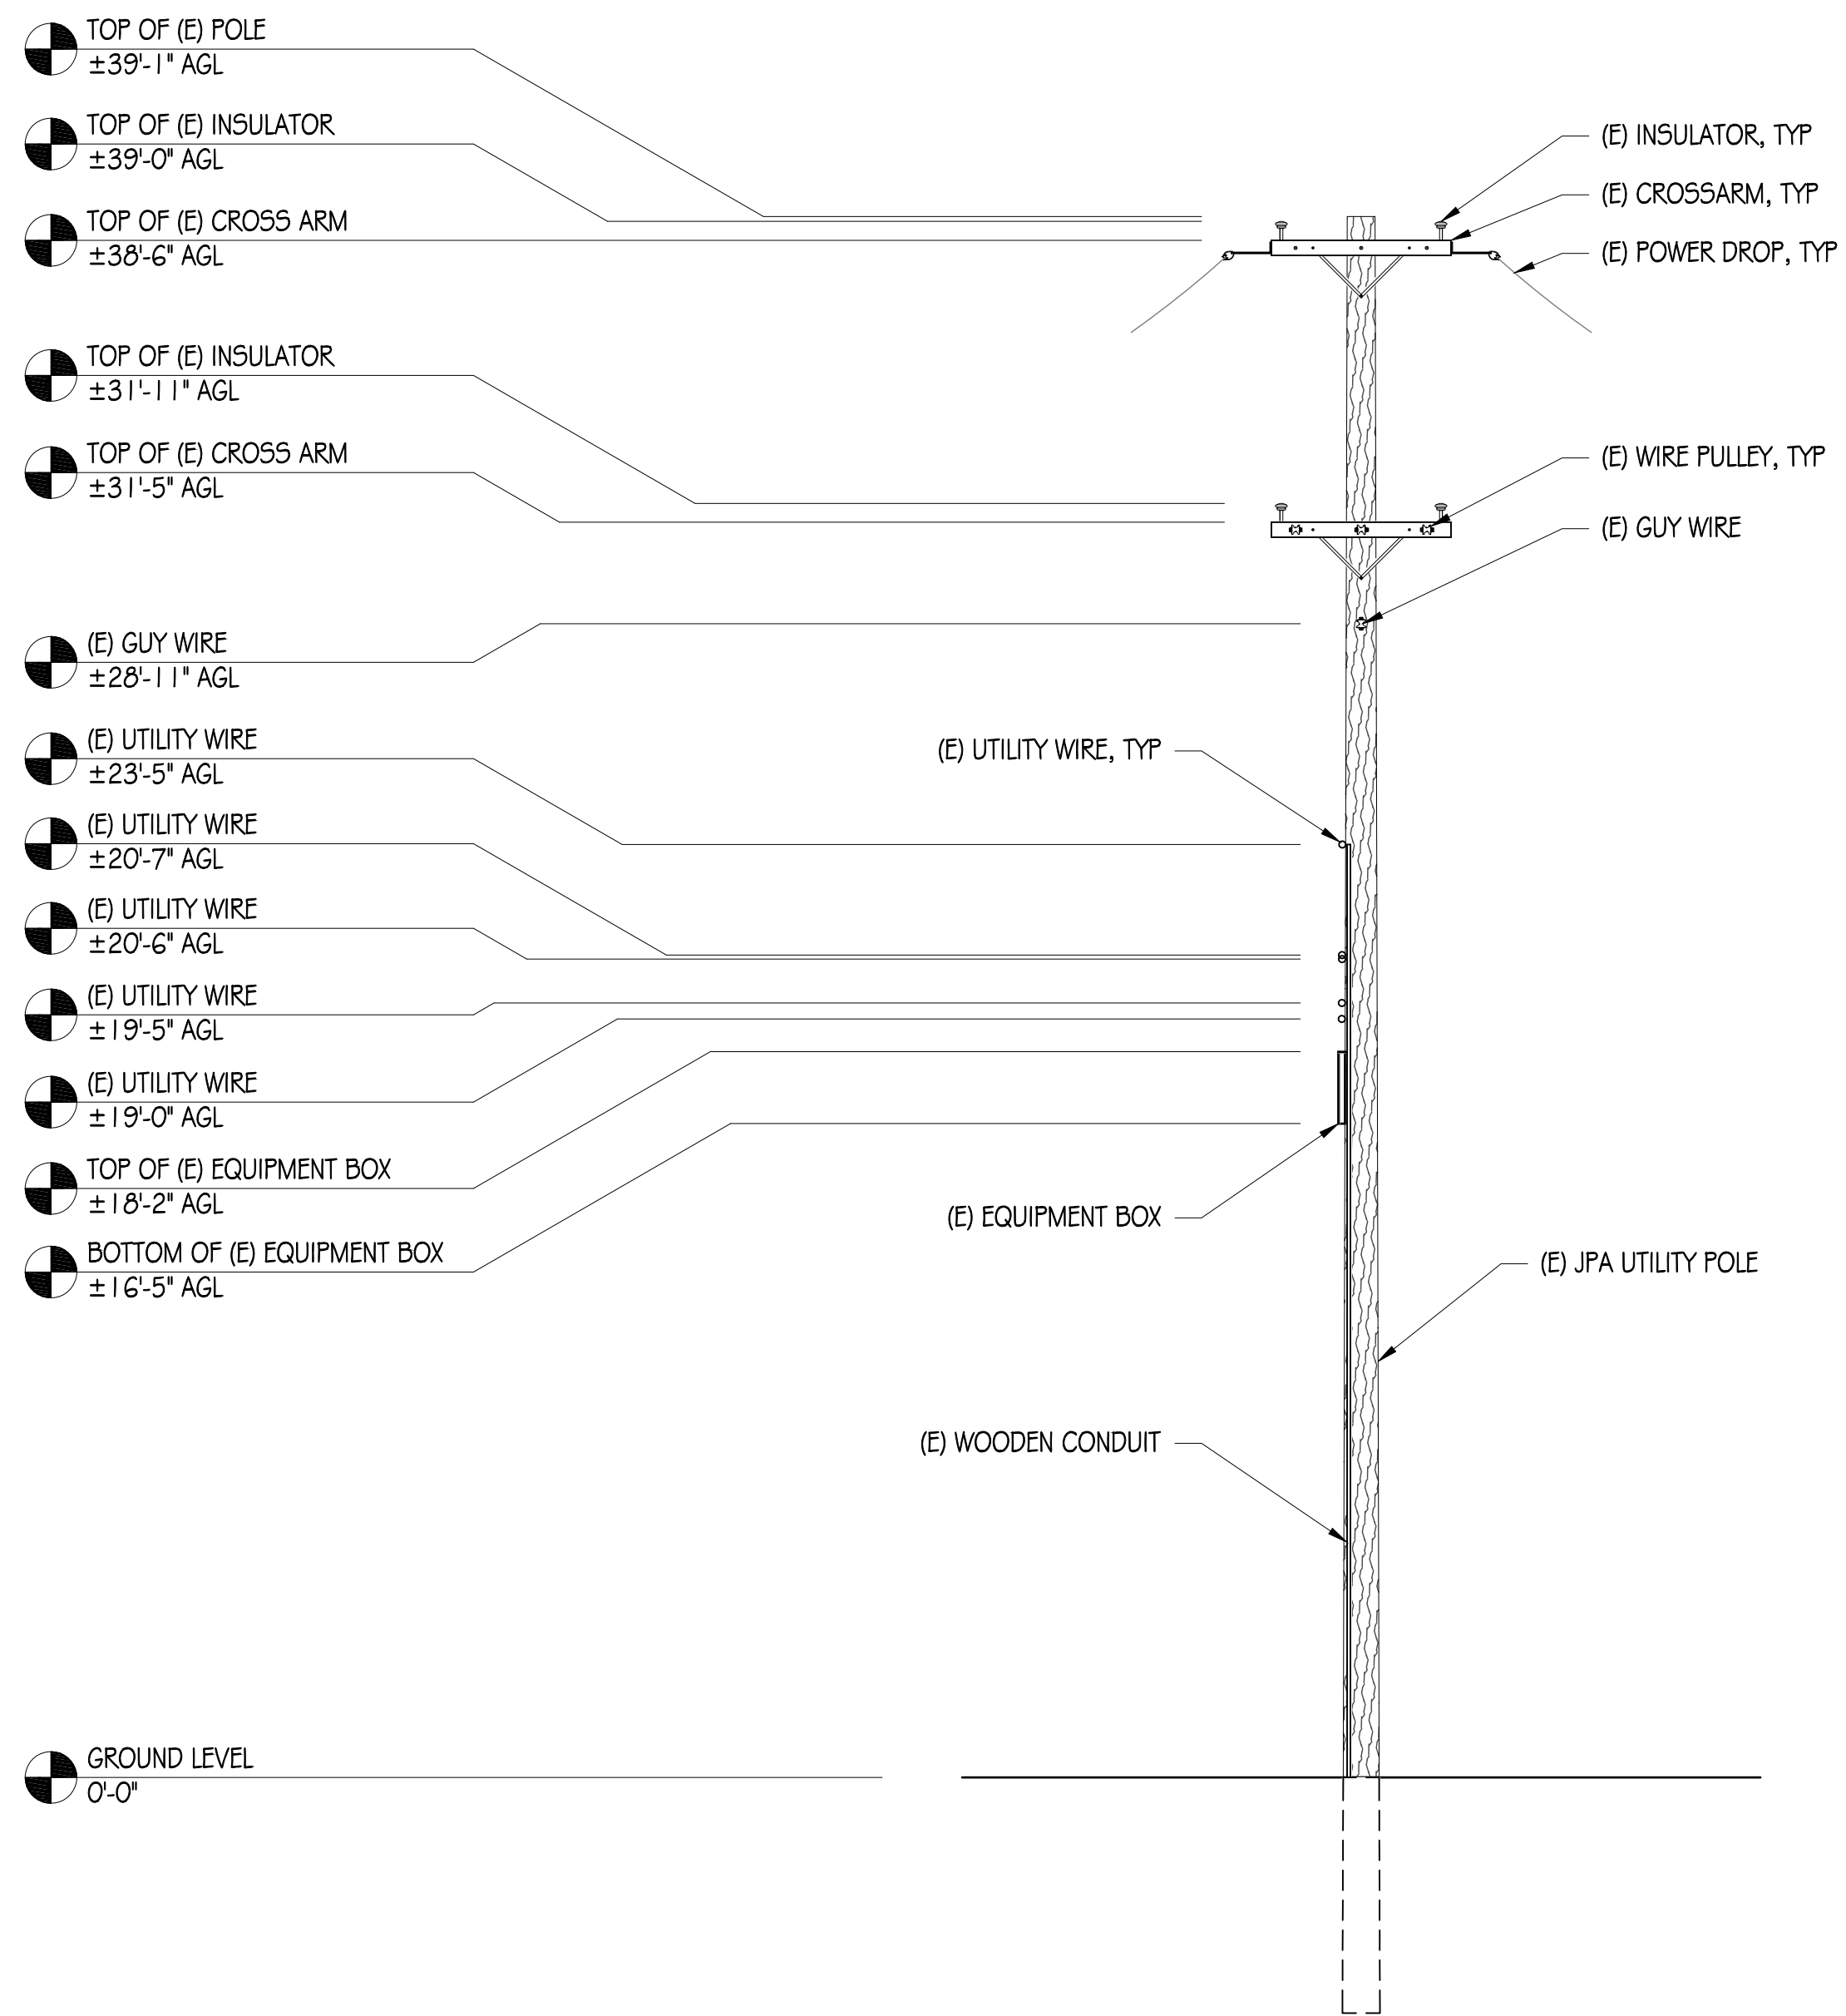 TOP OF (E) POLE
±39'-1" AGL
TOP OF (E) INSULATOR
±39'-0" AGL
TOP OF (E) CROSS ARM
±38'-6" AGL
TOP OF (E) INSULATOR
±31'-11" AGL
TOP OF (E) CROSS ARM
±31'-5" AGL
(E) GUY WIRE
±28'-11" AGL
(E) UTILITY WIRE
±23'-5" AGL
(E) UTILITY WIRE
±20'-7" AGL
(E) UTILITY WIRE
±20'-6" AGL
(E) UTILITY WIRE
±19'-5" AGL
(E) UTILITY WIRE
±19'-0" AGL
TOP OF (E) EQUIPMENT BOX
±18'-2" AGL
BOTTOM OF (E) EQUIPMENT BOX
±16'-5" AGL
GROUND LEVEL
0'-0"
(E) UTILITY WIRE, TYP
(E) EQUIPMENT BOX
(E) WOODEN CONDUIT
(E) INSULATOR, TYP
(E) CROSSARM, TYP
(E) POWER DROP, TYP
(E) WIRE PULLEY, TYP
(E) GUY WIRE
(E) JPA UTILITY POLE